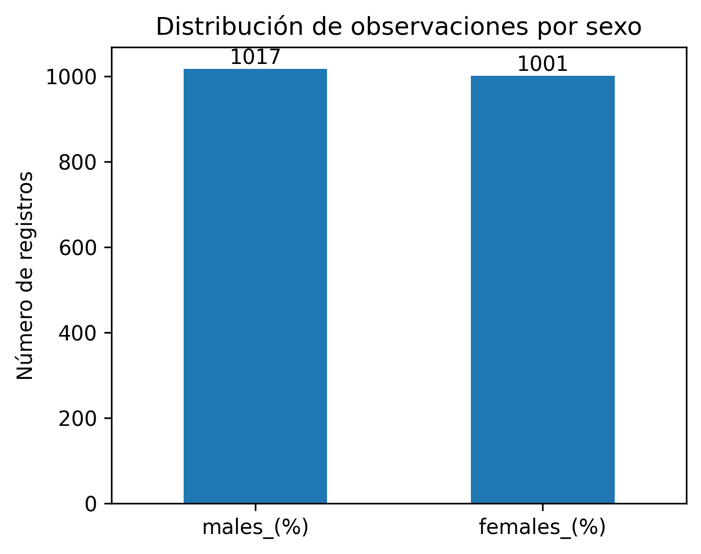 Distribución de observaciones por sexo
1017
1001
Número de registros
1000
800
600
400
200
0
males_(%)
females_(%)